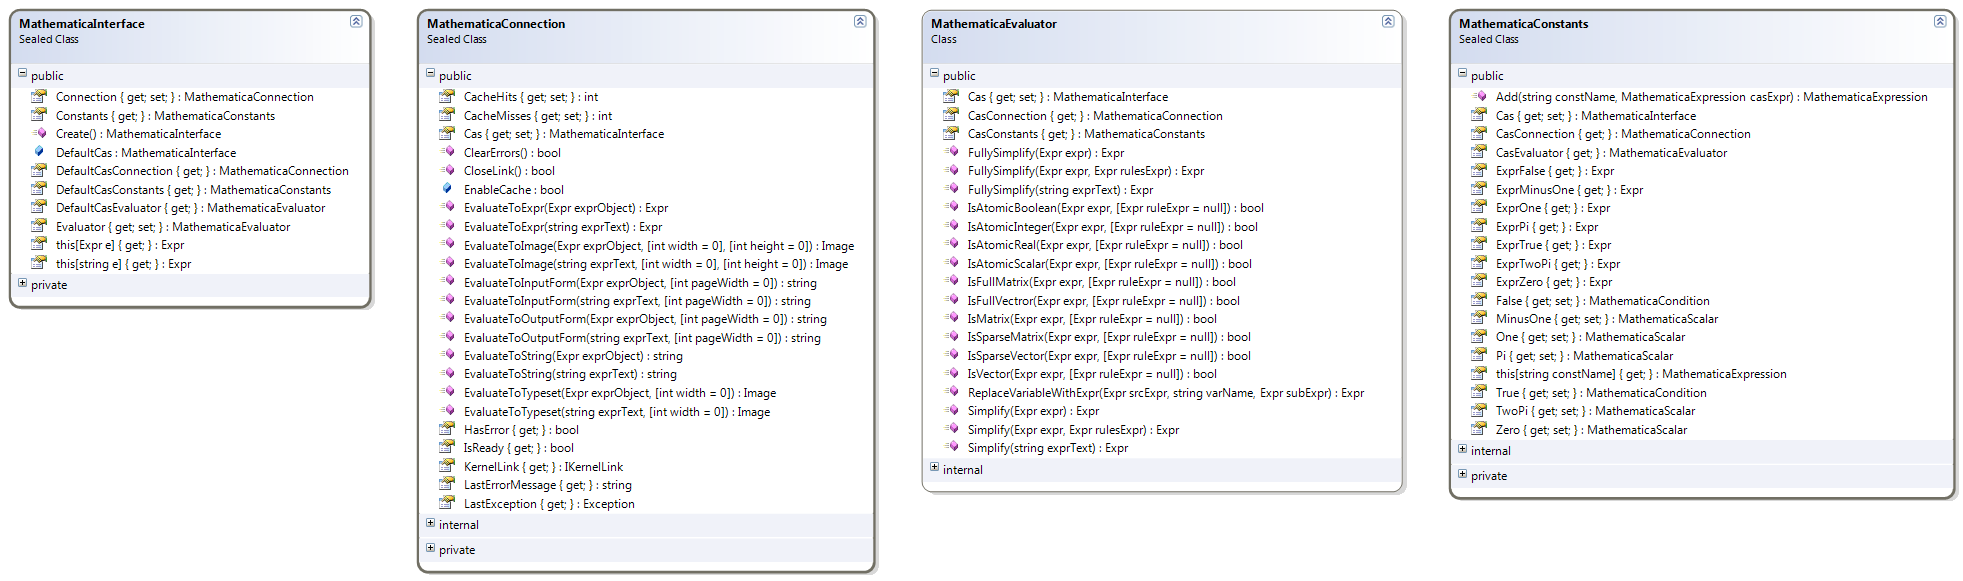 MathematicaInterface
Sealed Class
public
Connection { get; set; } : MathematicaConnection
Constants { get; set; } : MathematicaConstants
Create() : MathematicaInterface
DefaultCas : MathematicaInterface
DefaultCasConnection { get; } : MathematicaConnection
DefaultCasConstants { get; } : MathematicaConstants
DefaultCasEvaluator { get; } : MathematicaEvaluator
Evaluator { get; set; } : MathematicaEvaluator
this[Expr e] { get; } : Expr
this[string e] { get; } : Expr
private
MathematicaConnection
Sealed Class
public
CacheHits { get; set; } : int
CacheMisses { get; set; } : int
Cas { get; set; } : MathematicaInterface
ClearErrors() : bool
CloseLink() : bool
EnableCache : bool
EvaluateToExpr(Expr exprObject) : Expr
EvaluateToExpr(string exprText) : Expr
EvaluateToImage(Expr exprObject, [int width = 0], [int height = 0]) : Image
EvaluateToImage(string exprText, [int width = 0], [int height = 0]) : Image
EvaluateToInputForm(Expr exprObject, [int pageWidth = 0]) : string
EvaluateToInputForm(string exprText, [int pageWidth = 0]) : string
EvaluateToOutputForm(Expr exprObject, [int pageWidth = 0]) : string
EvaluateToOutputForm(string exprText, [int pageWidth = 0]) : string
EvaluateToString(Expr exprObject) : string
EvaluateToString(string exprText) : string
EvaluateToTypeset(Expr exprObject, [int width = 0]) : Image
EvaluateToTypeset(string exprText, [int width = 0]) : Image
HasError { get; } : bool
IsReady { get; } : bool
KernelLink { get; } : IKernelLink
LastErrorMessage { get; } : string
LastException { get; } : Exception
internal
private
MathematicaEvaluator
Class
public
Cas { get; set; } : MathematicaInterface
CasConnection { get; } : MathematicaConnection
CasConstants { get; } : MathematicaConstants
FullySimplify(Expr expr) : Expr
FullySimplify(Expr expr, Expr rulesExpr) : Expr
FullySimplify(string exprText) : Expr
IsAtomicBoolean(Expr expr, [Expr ruleExpr = null]) : bool
IsAtomicInteger(Expr expr, [Expr ruleExpr = null]) : bool
IsAtomicReal(Expr expr, [Expr ruleExpr = null]) : bool
IsAtomicScalar(Expr expr, [Expr ruleExpr = null]) : bool
IsFullMatrix(Expr expr, [Expr ruleExpr = null]) : bool
IsFullVector(Expr expr, [Expr ruleExpr = null]) : bool
IsMatrix(Expr expr, [Expr ruleExpr = null]) : bool
IsSparseMatrix(Expr expr, [Expr ruleExpr = null]) : bool
IsSparseVector(Expr expr, [Expr ruleExpr = null]) : bool
IsVector(Expr expr, [Expr ruleExpr = null]) : bool
ReplaceVariableWithExpr(Expr srcExpr, string varName, Expr subExpr) : Expr
Simplify(Expr expr) : Expr
Simplify(Expr expr, Expr rulesExpr) : Expr
Simplify(string exprText) : Expr
internal
MathematicaConstants
Sealed Class
public
Add(string constName, MathematicaExpression casExpr) : MathematicaExpression
Cas { get; set; } : MathematicaInterface
CasConnection { get; } : MathematicaConnection
CasEvaluator { get; } : MathematicaEvaluator
ExprFalse { get; } : Expr
ExprMinusOne { get; } : Expr
ExprOne { get; } : Expr
ExprPi { get; } : Expr
ExprTrue { get; } : Expr
ExprTwoPi { get; } : Expr
ExprZero { get; } : Expr
False { get; set; } : MathematicaCondition
MinusOne { get; set; } : MathematicaScalar
One { get; set; } : MathematicaScalar
Pi { get; set; } : MathematicaScalar
this[string constName] { get; } : MathematicaExpression
True { get; set; } : MathematicaCondition
TwoPi { get; set; } : MathematicaScalar
Zero { get; set; } : MathematicaScalar
internal
private